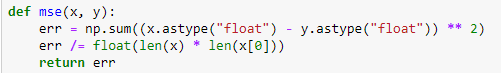 def mse(x, y):
    err = np.sum((x.astype("float") - y.astype("float")) ** 2)
    err /= float(len(x) * len(x[0]))
    return err